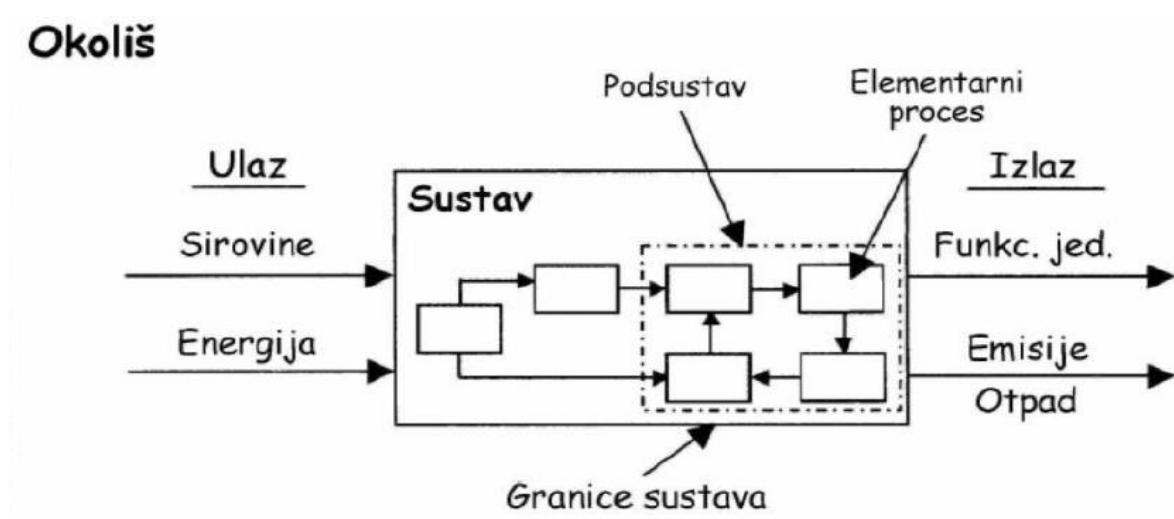 Okoliš
Podsustav
Elementarni
proces
Ulaz
Izlaz
Sustav
Sirovine
Funkc. jed.
Energija
Emisije
Otpad
Granice sustava